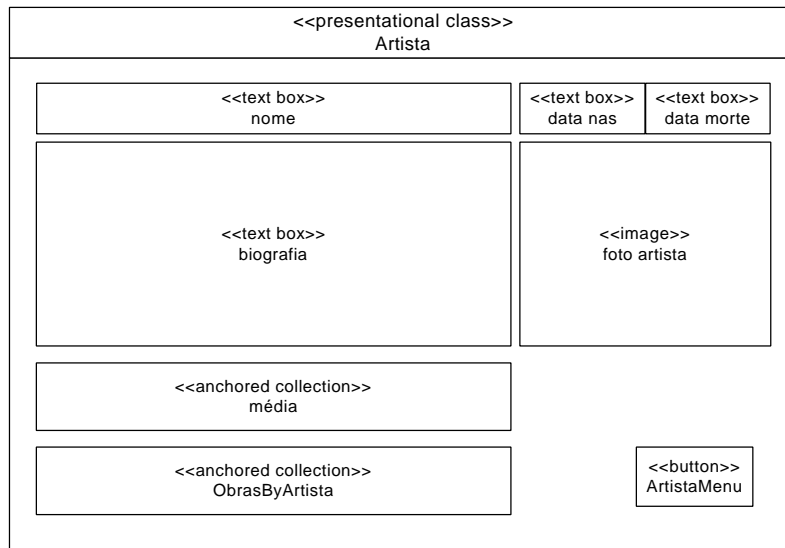 <<presentational class>>
Artista
<<text box>>
nome
<<text box>>
data nas
<<text box>>
data morte
<<text box>>
biografia
<<image>>
foto artista
<<anchored collection>>
média
<<anchored collection>>
ObrasByArtista
<<button>>
ArtistaMenu